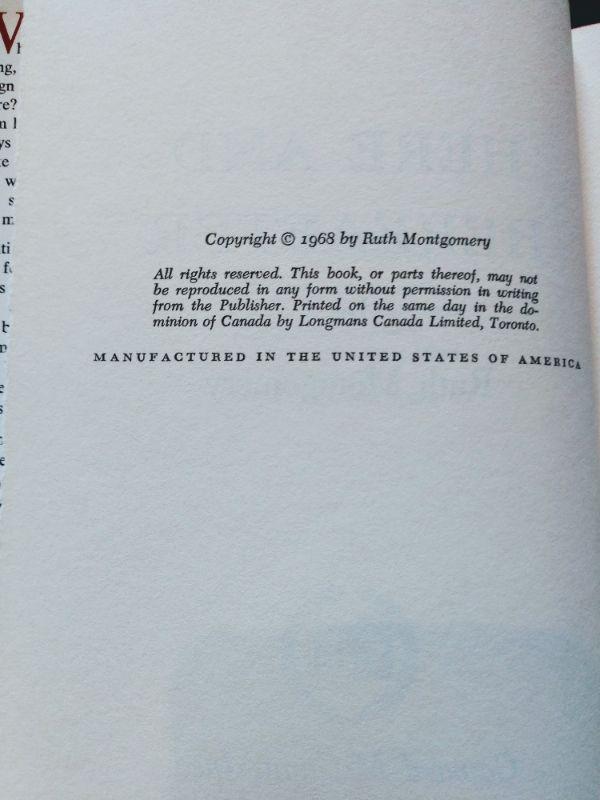 Copyright © 1968 by Ruth Montgomery
All rights reserved. This book, or parts thereof, may not
be reproduced in any form without permission in writing
from the Publisher. Printed on the same day in the do-
minion of Canada by Longmans Canada Limited, Toronto.
MANUFACTURED IN THE UNITED STATES OF AMERICA